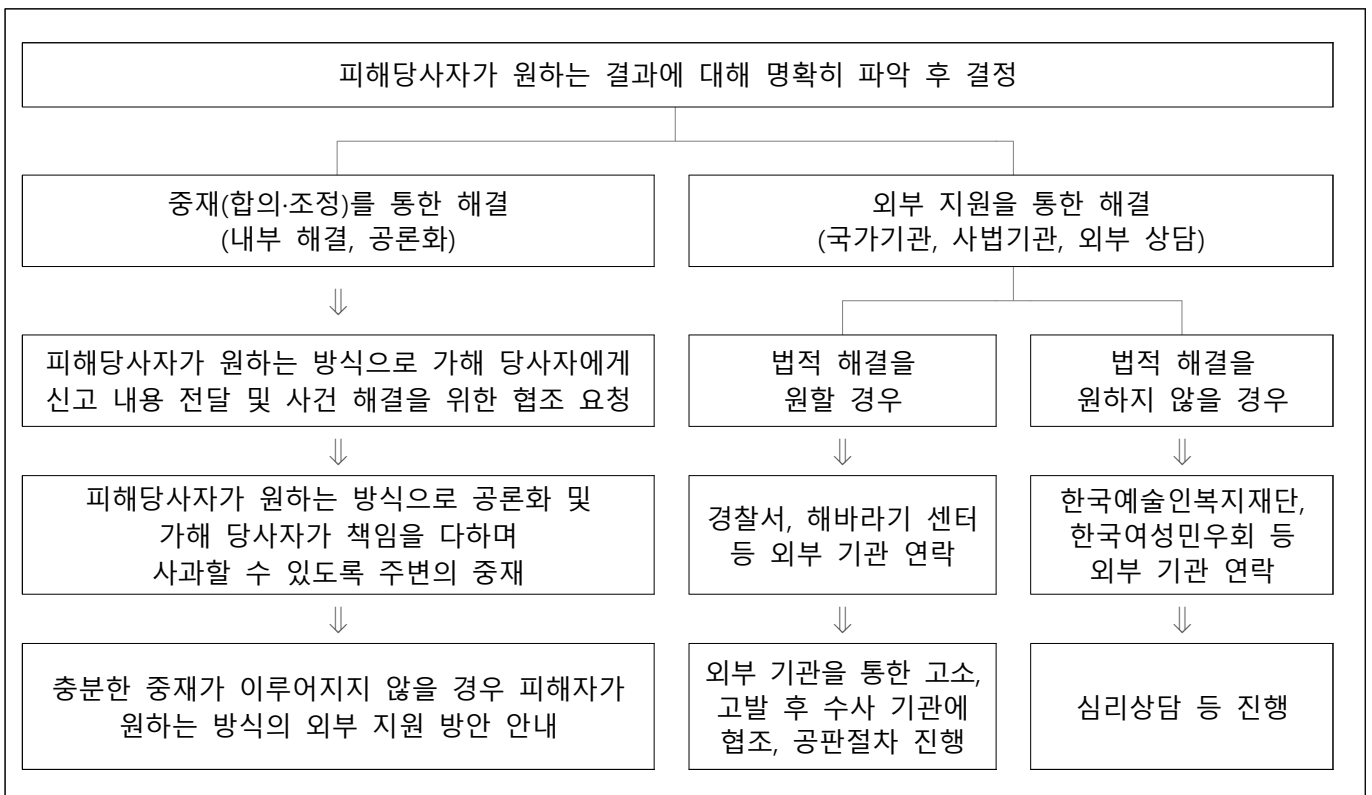 피해당사자가 원하는 결과에 대해 명확히 파악 후 결정
중재(합의·조정)를 통한 해결
(내부 해결, 공론화)
외부 지원을 통한 해결
(국가기관, 사법기관, 외부 상담)
⇓
피해당사자가 원하는 방식으로 가해 당사자에게
신고 내용 전달 및 사건 해결을 위한 협조 요청
법적 해결을
원할 경우
법적 해결을
원하지 않을 경우
⇓
⇓
⇓
피해당사자가 원하는 방식으로 공론화 및
가해 당사자가 책임을 다하며
사과할 수 있도록 주변의 중재
경찰서, 해바라기 센터
등 외부 기관 연락
한국예술인복지재단,
한국여성민우회 등
외부 기관 연락
⇓
⇓
⇓
충분한 중재가 이루어지지 않을 경우 피해자가
원하는 방식의 외부 지원 방안 안내
외부 기관을 통한 고소,
고발 후 수사 기관에
협조, 공판절차 진행
심리상담 등 진행